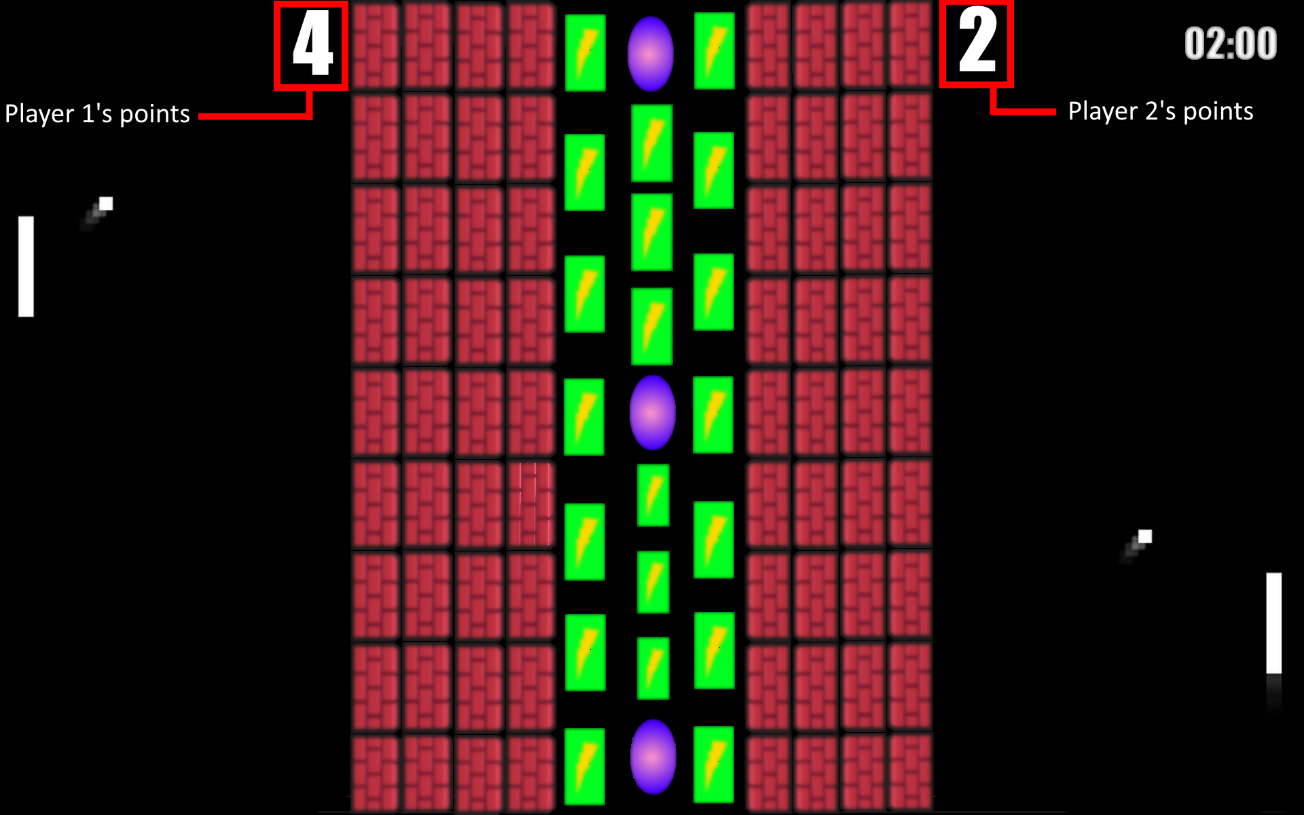 4
2
02:00
Player 1's points
Player 2's points